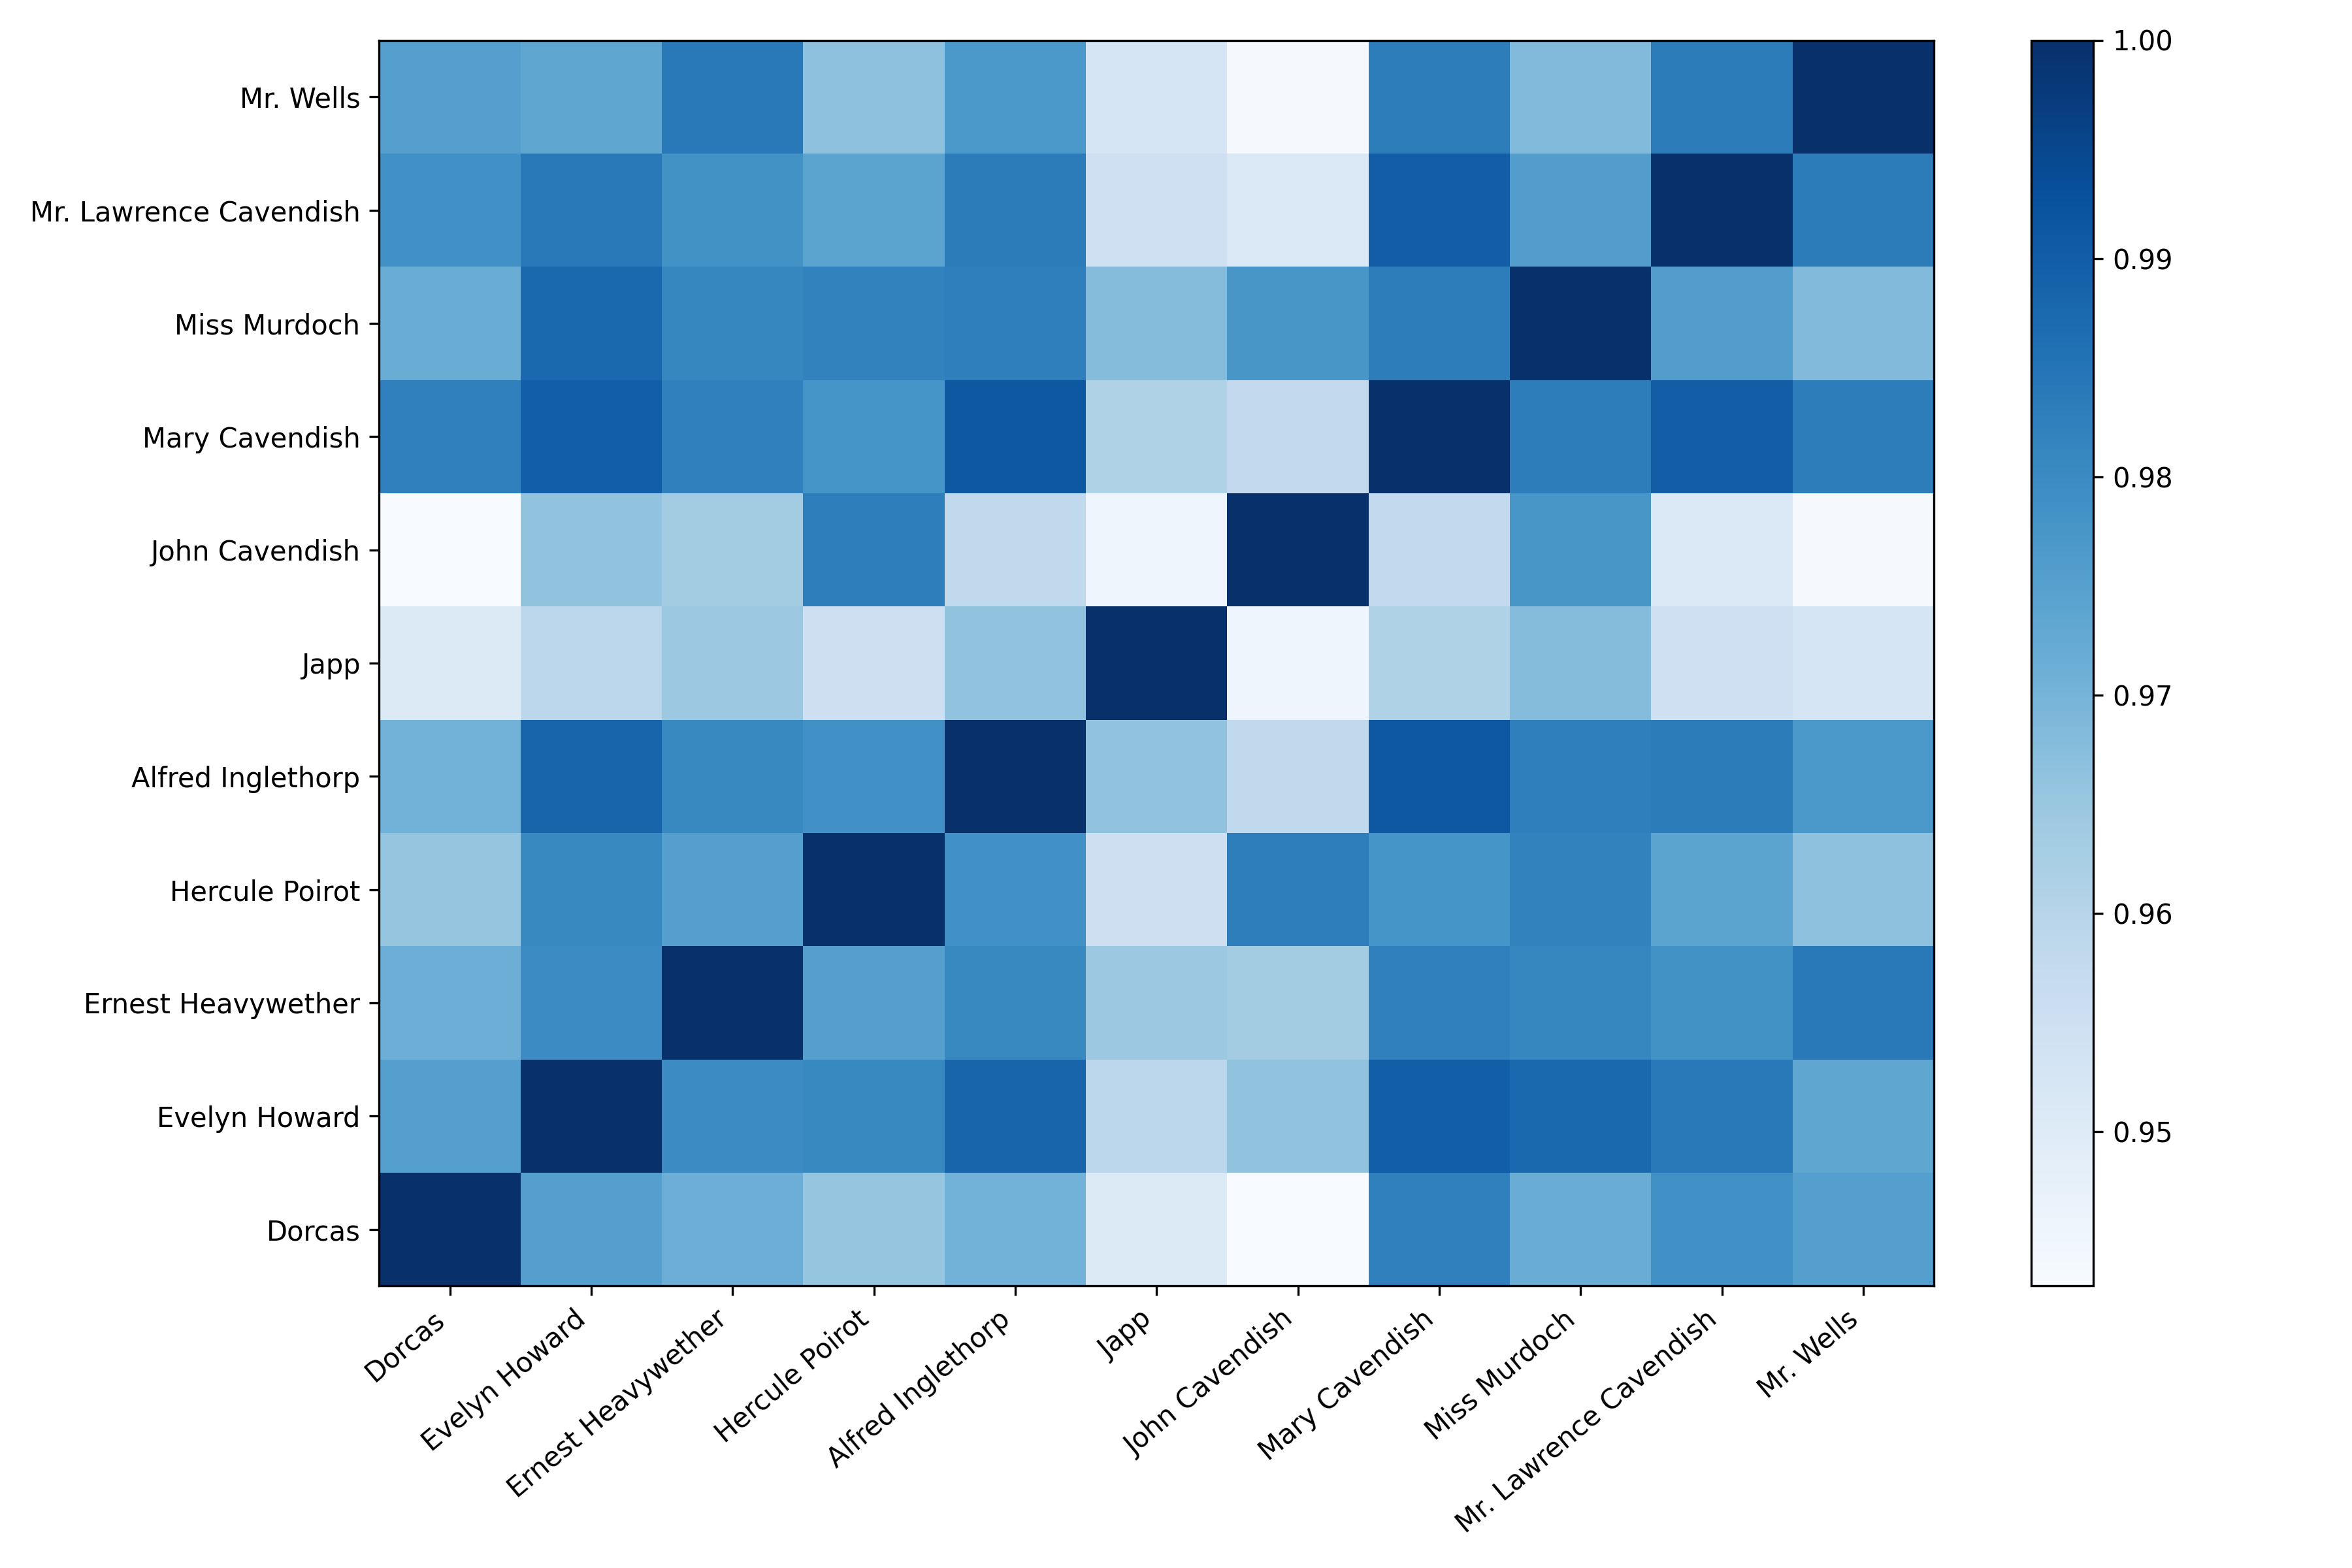 Mr. Wells
Mr. Lawrence Cavendish
Miss Murdoch
Mary Cavendish
John Cavendish
Japp
Alfred Inglethorp
Hercule Poirot
Ernest Heavywether
Evelyn Howard
Dorcas
Dorcas
Evelyn Howard
Ernest Heavywether
Hercule Poirot
Alfred Inglethorp
Japp
John Cavendish
Mary Cavendish
Miss Murdoch
Mr. Lawrence Cavendish
Mr. Wells
1.00
0.99
0.98
0.97
0.96
0.95